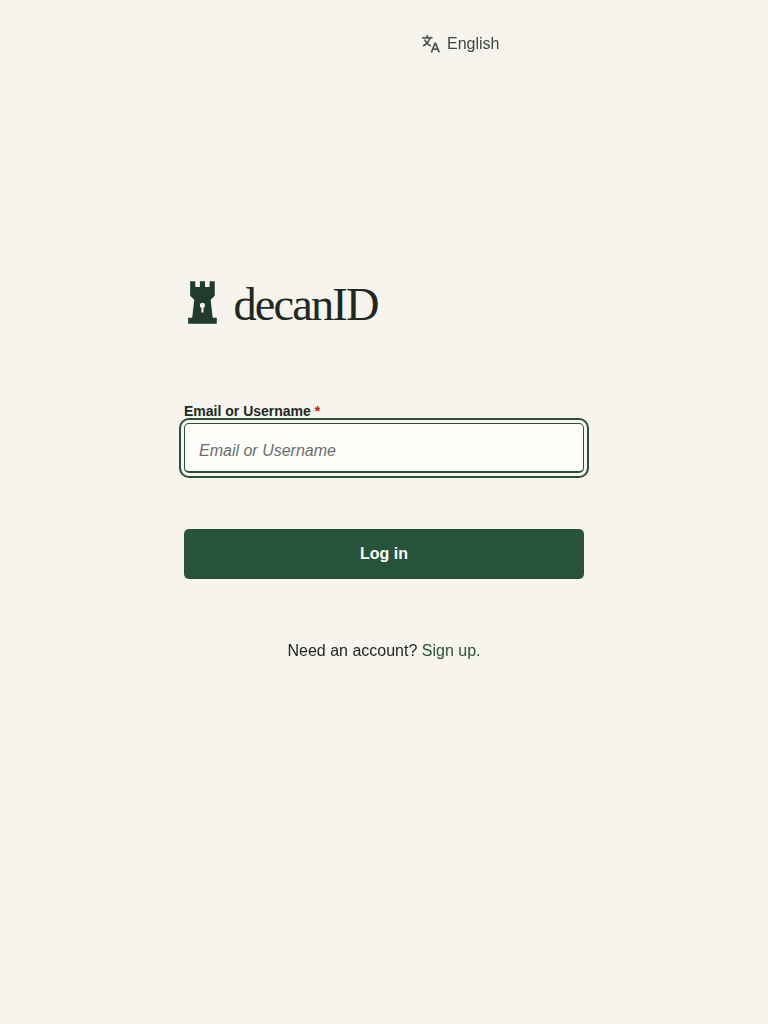 English
decanID
Email or Username *
Email or Username
Log in
Need an account? Sign up.